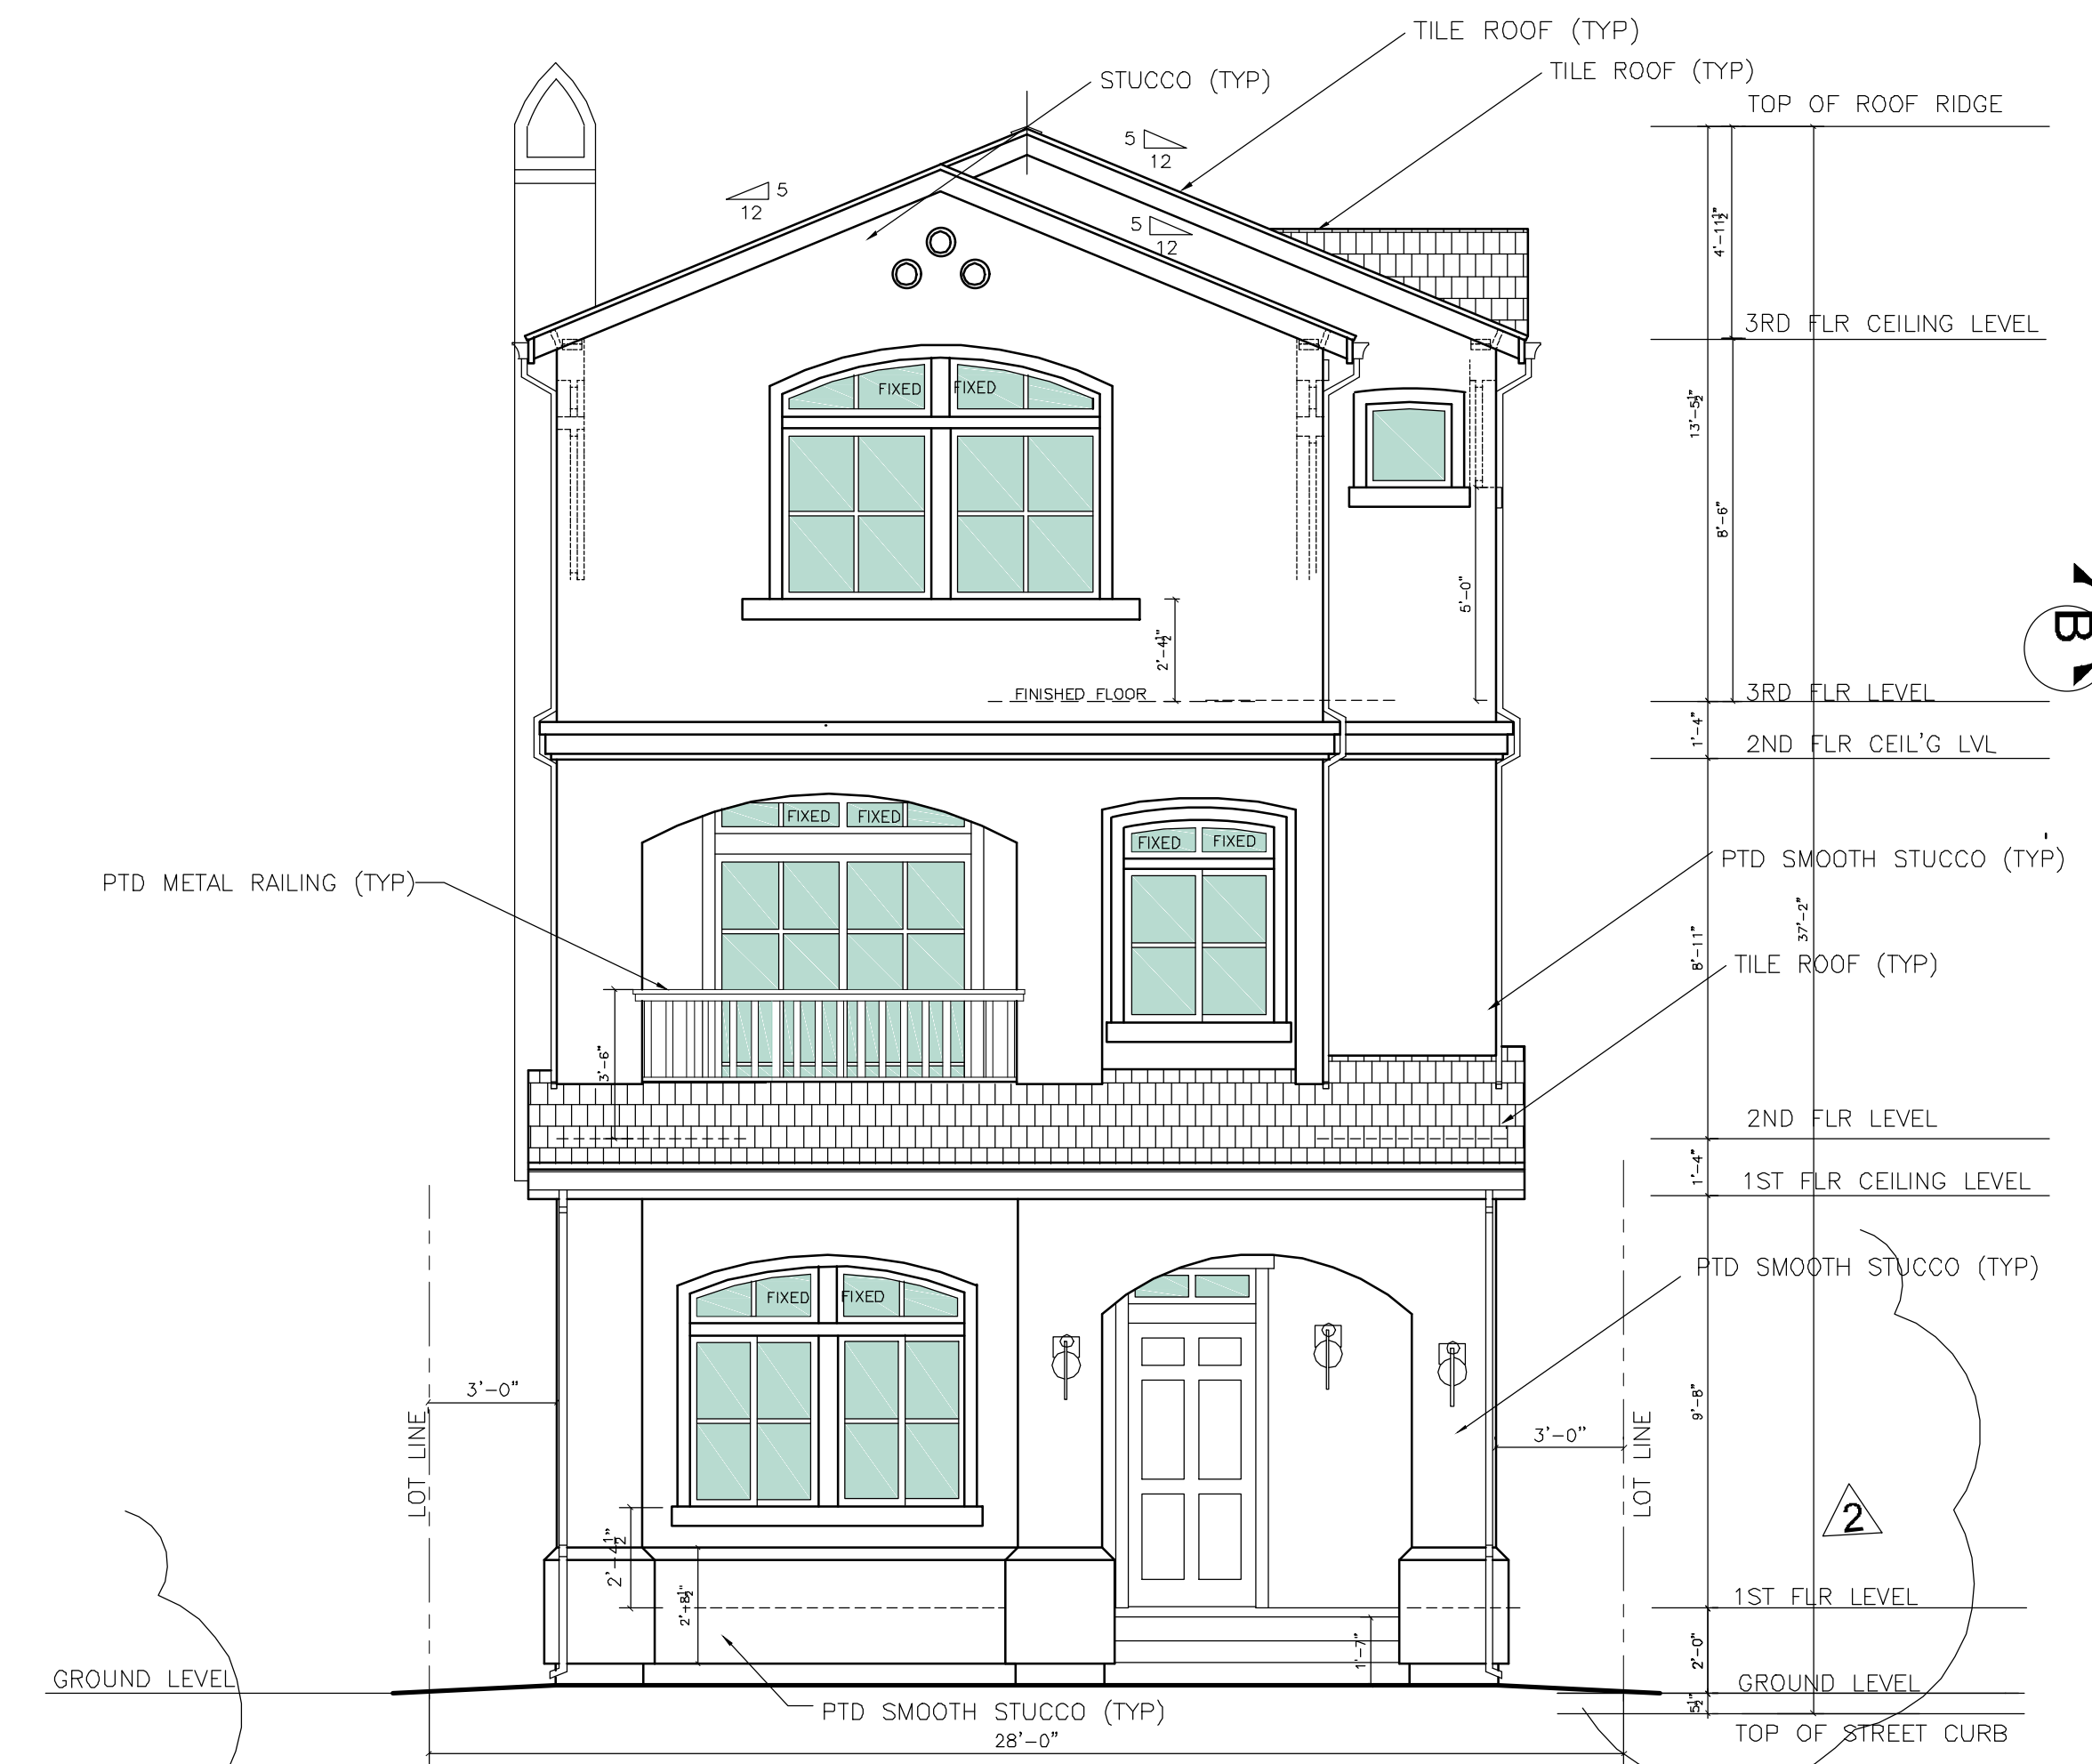 TILE ROOF (TYP)
TILE ROOF (TYP)
STUCCO (TYP)
TOP OF ROOF RIDGE
5
12
5
12
5
12
4'-11½"
3RD FLR CEILING LEVEL
FIXED FIXED
13'-5½"
8'-6"
5'-0"
B
2'-4½"
FINISHED FLOOR
3RD FLR LEVEL
1'-4"
2ND FLR CEIL'G LVL
FIXED FIXED
FIXED FIXED
PTD SMOOTH STUCCO (TYP)
PTD METAL RAILING (TYP)
37'-2"
8'-11"
TILE ROOF (TYP)
3'-6"
2ND FLR LEVEL
1'-4"
1ST FLR CEILING LEVEL
PTD SMOOTH STUCCO (TYP)
FIXED FIXED
3'-0"
9'-8"
3'-0"
LOT LINE
LOT LINE
2
2'-4½"
2'-8½"
1ST FLR LEVEL
1'-7"
2'-0"
GROUND LEVEL
GROUND LEVEL
5½"
PTD SMOOTH STUCCO (TYP)
TOP OF STREET CURB
28'-0"